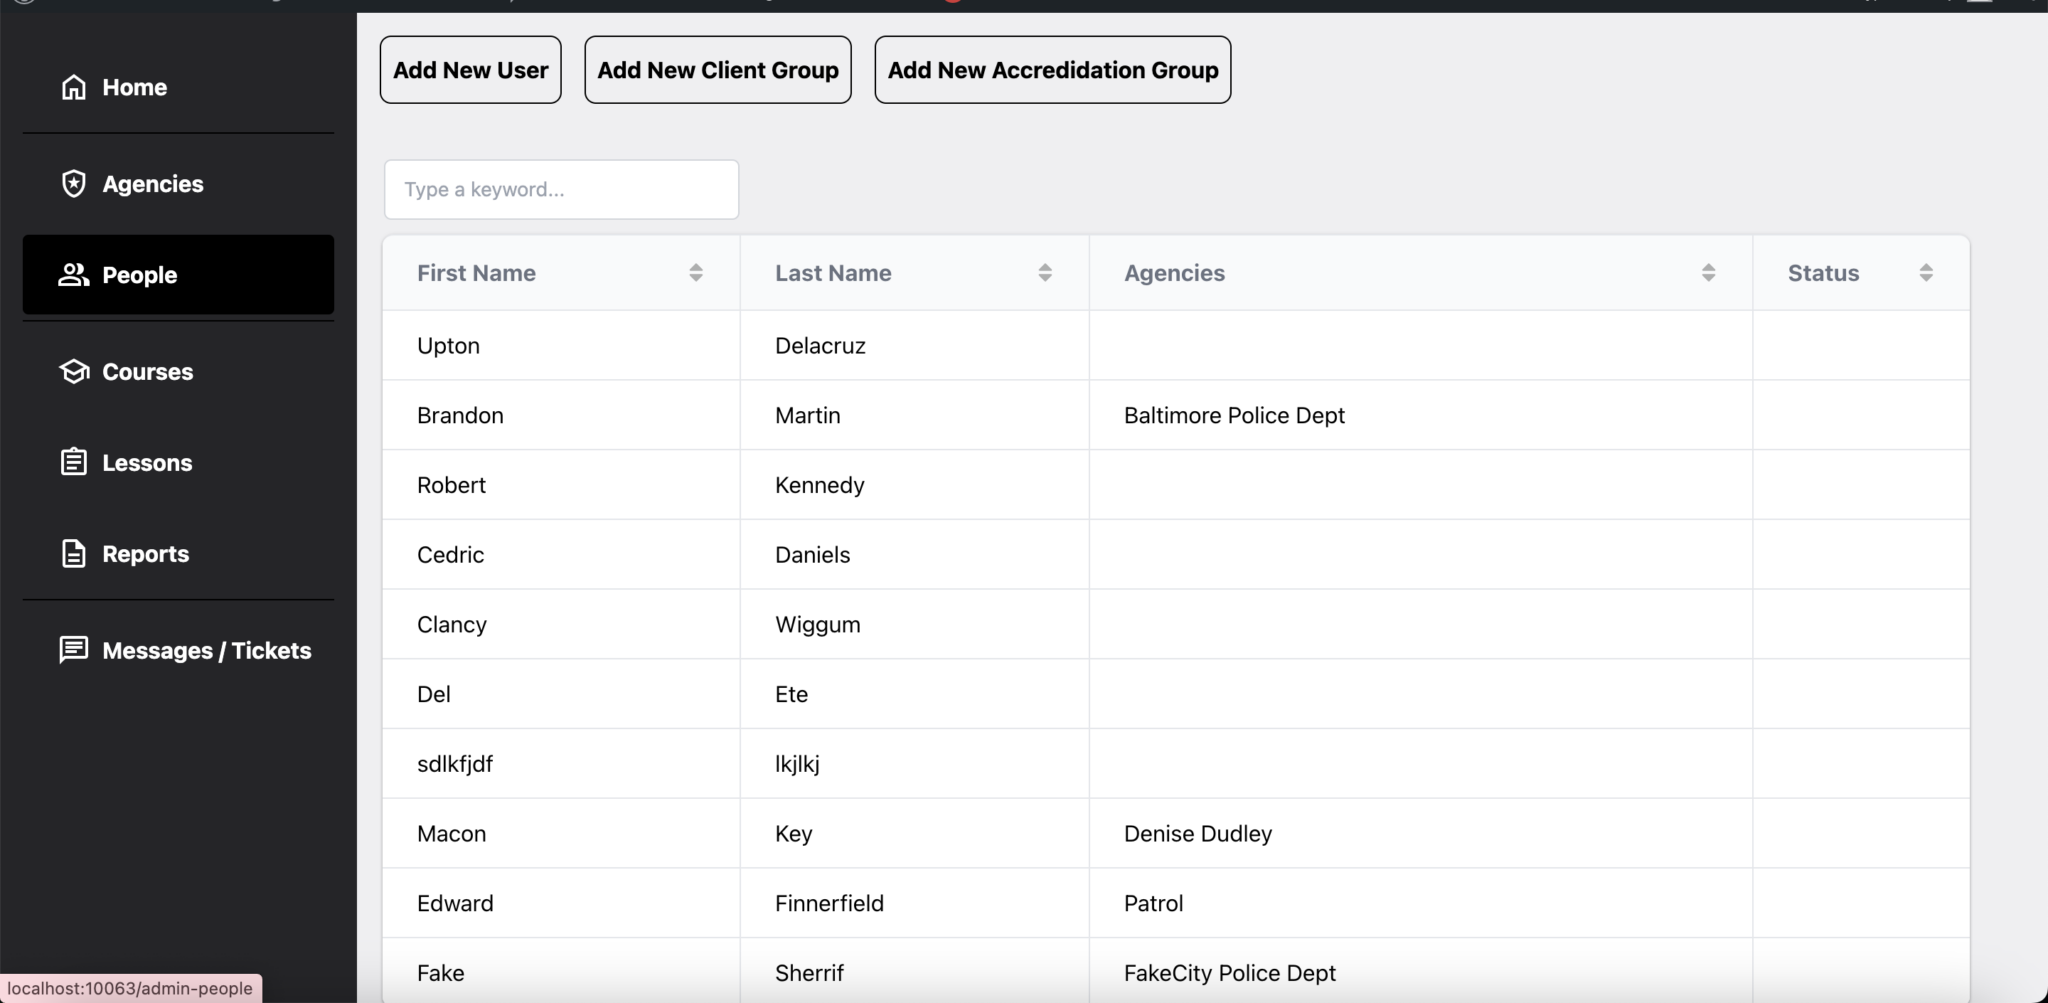 Home
Agencies
People
Courses
Lessons
Reports
Messages / Tickets
Add New User
Add New Client Group
Add New Accredidation Group
Type a keyword...
First Name Last Name Agencies Status
Upton Delacruz
Brandon Martin Baltimore Police Dept
Robert Kennedy
Cedric Daniels
Clancy Wiggum
Del Ete
sdlkfjdf lkjlkj
Macon Key Denise Dudley
Edward Finnerfield Patrol
Fake Sherrif FakeCity Police Dept
localhost:10063/admin-people